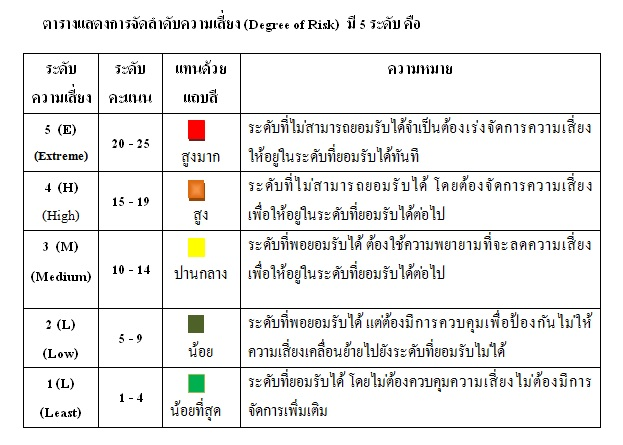 ตารางแสดงการจัดลำดับความเสี่ยง (Degree of Risk) มี 5 ระดับ คือ
ระดับ
ความเสี่ยง
ระดับ
คะแนน
แทนด้วย
แถบสี
ความหมาย
5 (E)
(Extreme)
20 - 25
สูงมาก
ระดับที่ไม่สามารถยอมรับได้จำเป็นต้องเร่งจัดการความเสี่ยง
ให้อยู่ในระดับที่ยอมรับได้ทันที
4 (H)
(High)
15 - 19
สูง
ระดับที่ไม่สามารถยอมรับได้ โดยต้องจัดการความเสี่ยง
เพื่อให้อยู่ในระดับที่ยอมรับได้ต่อไป
3 (M)
(Medium)
10 - 14
ปานกลาง
ระดับที่พอยอมรับได้ ต้องใช้ความพยายามที่จะลดความเสี่ยง
เพื่อให้อยู่ในระดับที่ยอมรับได้ต่อไป
2 (L)
(Low)
5 - 9
น้อย
ระดับที่พอยอมรับได้ แต่ต้องมีการควบคุมเพื่อป้องกัน ไม่ให้
ความเสี่ยงเคลื่อนย้ายไปยังระดับที่ยอมรับไม่ได้
1 (L)
(Least)
1 - 4
น้อยที่สุด
ระดับที่ยอมรับได้ โดยไม่ต้องควบคุมความเสี่ยง ไม่ต้องมีการ
จัดการเพิ่มเติม